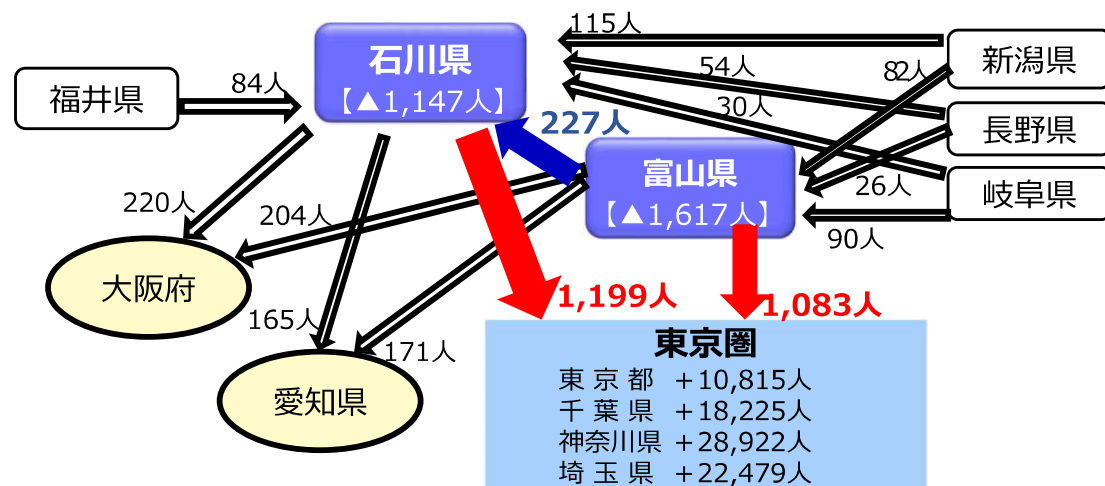 115人
石川県
【▲1,147人】
新潟県
54人
82人
福井県
84人
30人
227人
長野県
富山県
【▲1,617人】
26人
岐阜県
90人
220人
204人
大阪府
1,199人
1,083人
165人
171人
愛知県
東京圏
東 京 都 +10,815人
千 葉 県 +18,225人
神奈川県 +28,922人
埼 玉 県 +22,479人